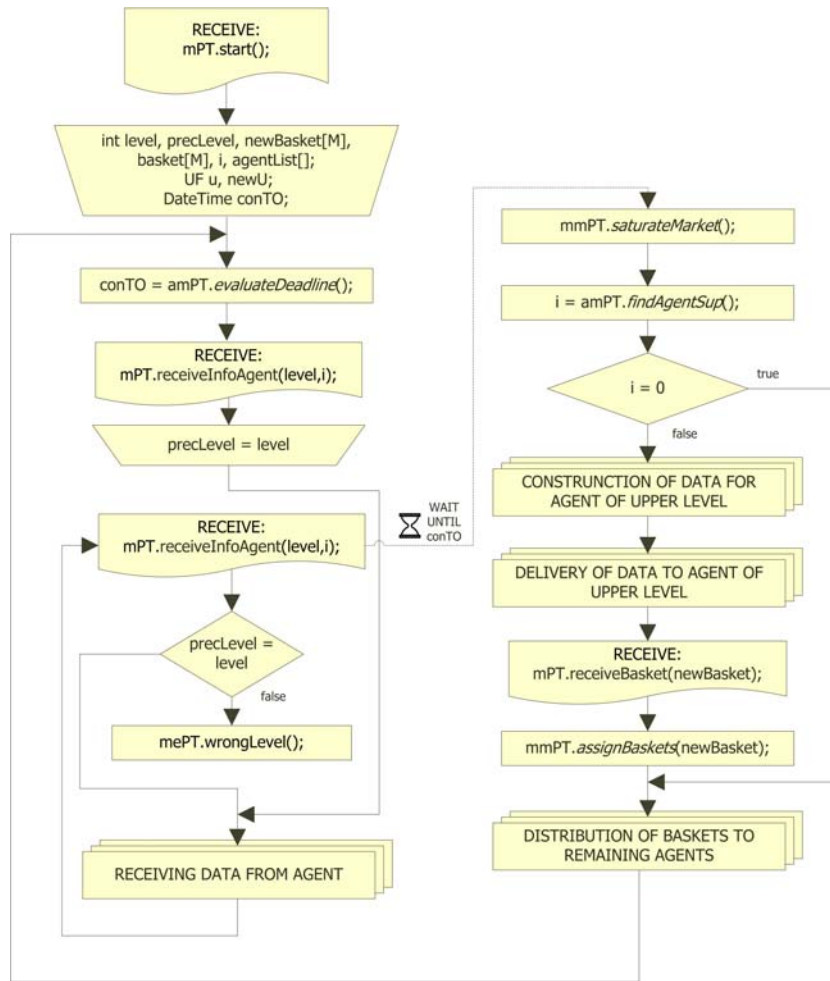 RECEIVE:
mPT.start();
int level, precLevel, newBasket[M],
basket[M], i, agentList[];
UF u, newU;
DateTime conTO;
conTO = amPT.evaluateDeadline();
RECEIVE:
mPT.receiveInfoAgent(level,i);
precLevel = level
RECEIVE:
mPT.receiveInfoAgent(level,i);
WAIT
UNTIL
conTO
precLevel =
level
false
mePT.wrongLevel();
RECEIVING DATA FROM AGENT
mmPT.saturateMarket();
i = amPT.findAgentSup();
i = 0
true
false
CONSTRUNCTION OF DATA FOR
AGENT OF UPPER LEVEL
DELIVERY OF DATA TO AGENT OF
UPPER LEVEL
RECEIVE:
mPT.receiveBasket(newBasket);
mmPT.assignBaskets(newBasket);
DISTRIBUTION OF BASKETS TO
REMAINING AGENTS